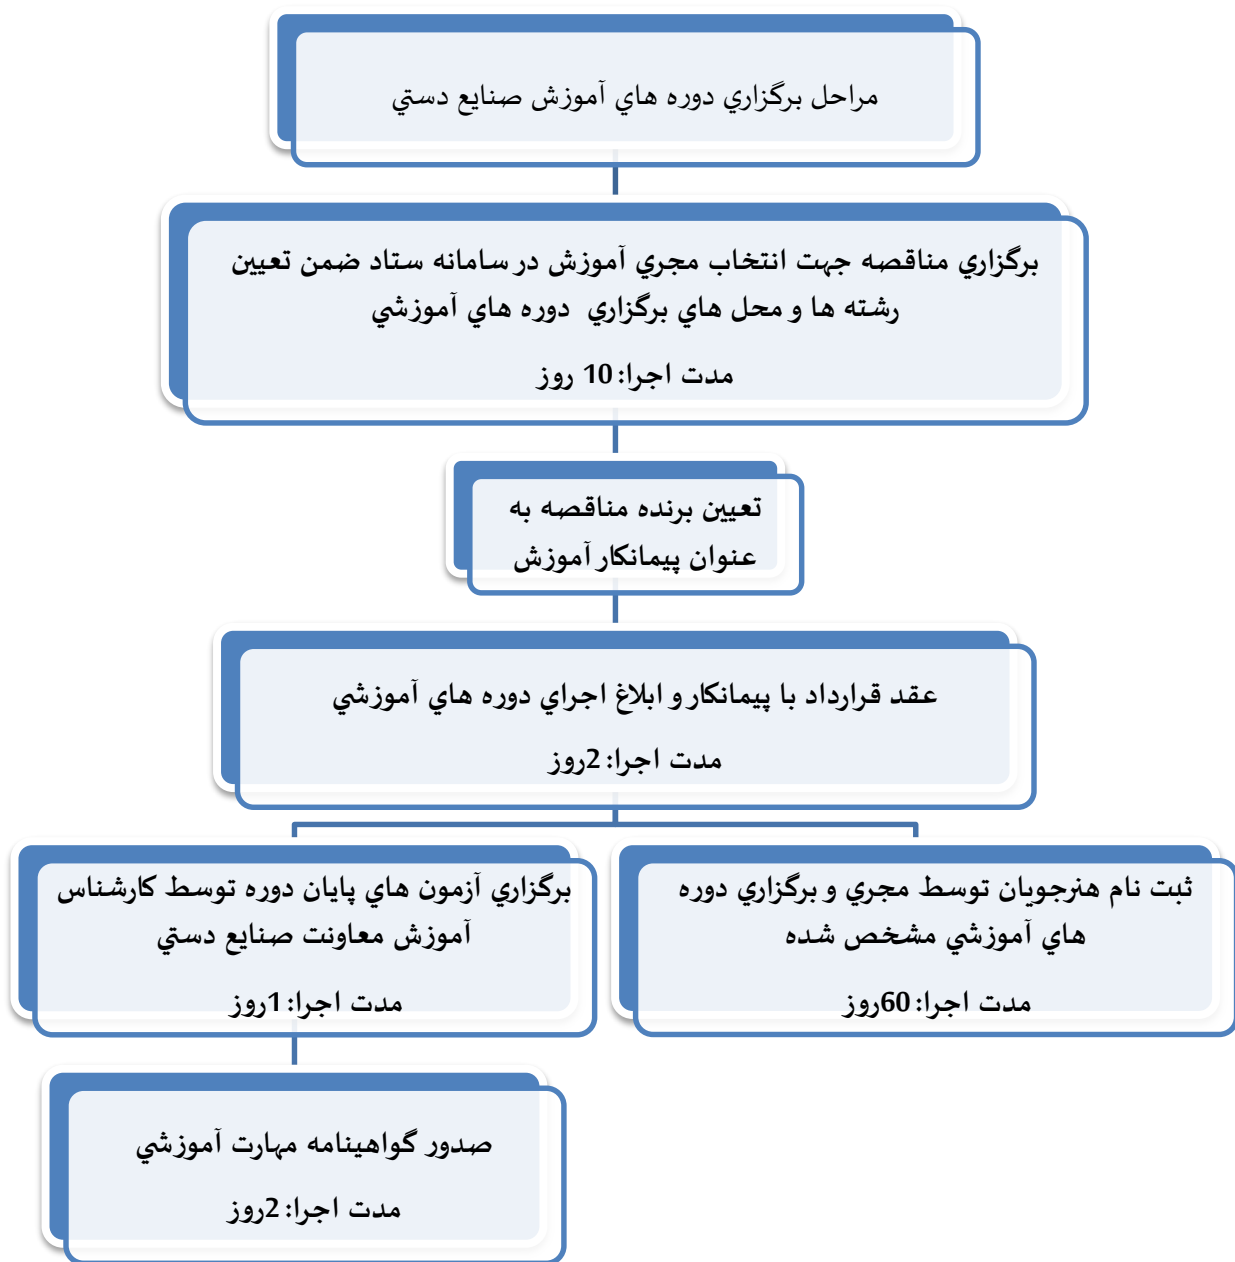 مراحل برگزاري دوره هاي آموزش صنايع دستي
برگزاري مناقصه جهت انتخاب مجري آموزش در سامانه ستاد ضمن تعيين
رشته ها و محل هاي برگزاري دوره هاي آموزشي
مدت اجرا: 10 روز
تعيين برنده مناقصه به
عنوان پيمانكار آموزش
عقد قرارداد با پيمانكار و ابلاغ اجراي دوره هاي آموزشي
مدت اجرا: 2روز
ثبت نام هنرجويان توسط مجري و برگزاري دوره
هاي آموزشي مشخص شده
مدت اجرا: 60روز
برگزاري آزمون هاي پايان دوره توسط كارشناس
آموزش معاونت صنايع دستي
مدت اجرا: 1روز
صدور گواهينامه مهارت آموزشي
مدت اجرا: 2روز